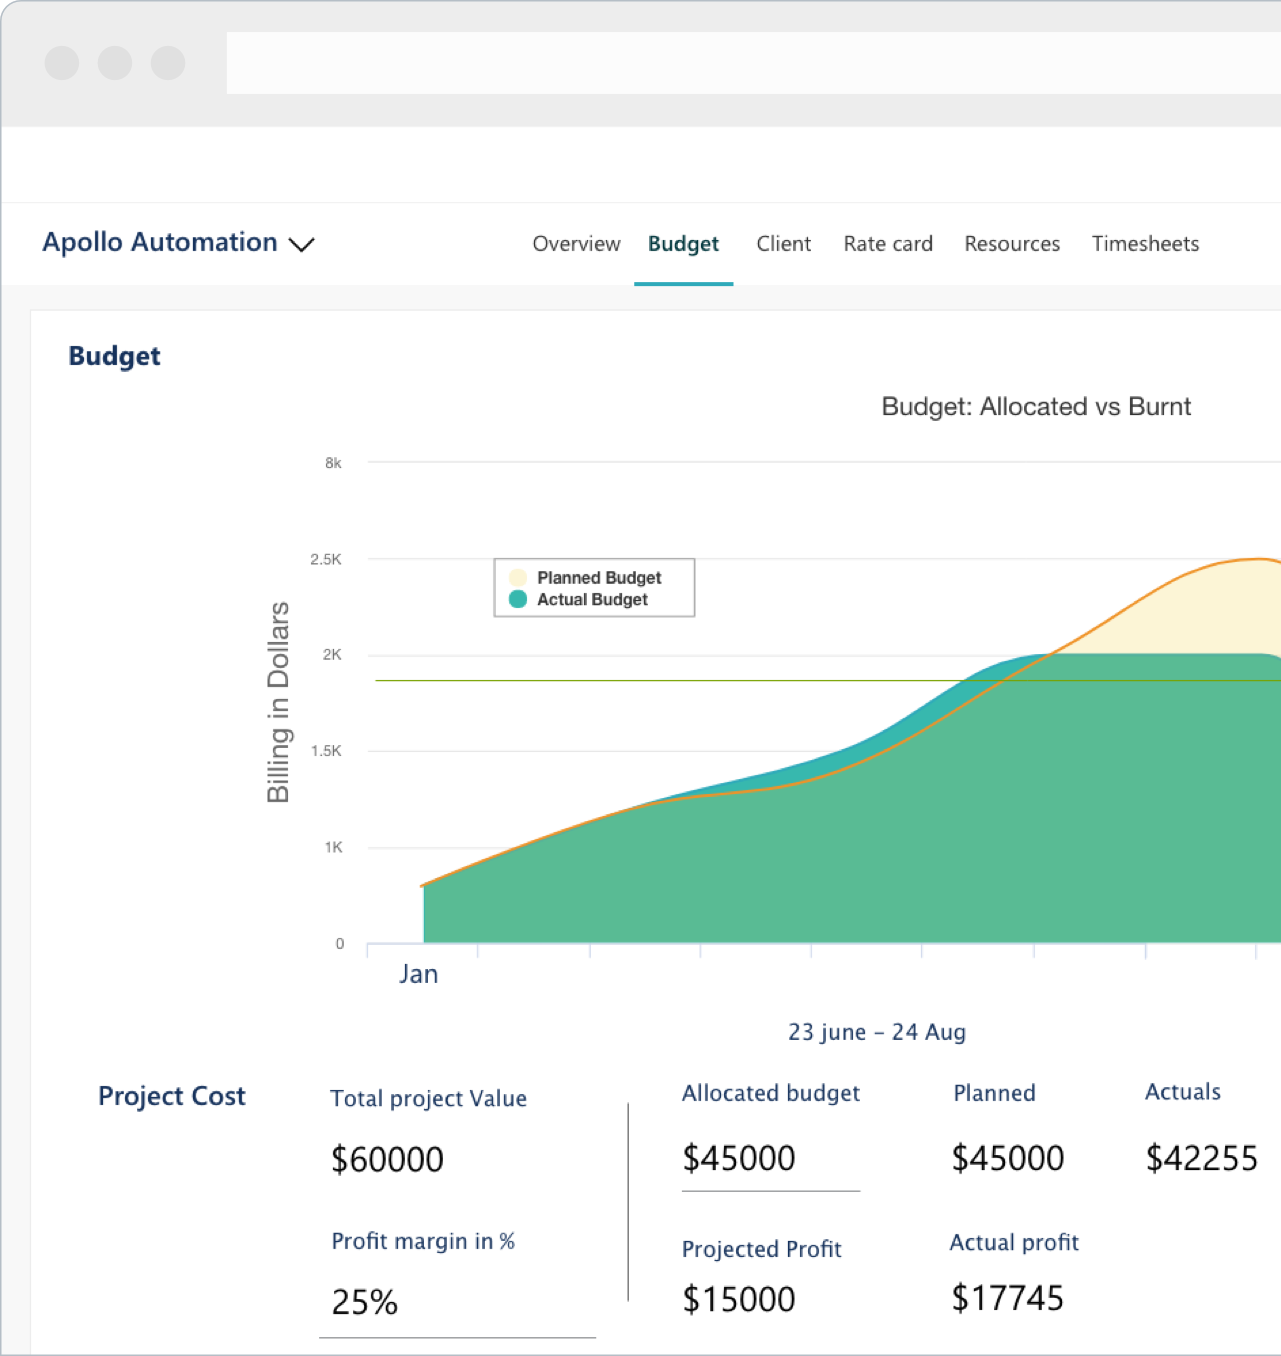 Apollo Automation
Overview Budget Client Rate card Resources Timesheets
Budget
Budget: Allocated vs Burnt
8k
2.5K
2K
1.5K
1K
0
Billing in Dollars
Planned Budget
Actual Budget
Jan
23 june – 24 Aug
Project Cost
Total project Value
$60000
Profit margin in %
25%
Allocated budget Planned Actuals
$45000 $45000 $42255
Projected Profit Actual profit
$15000 $17745